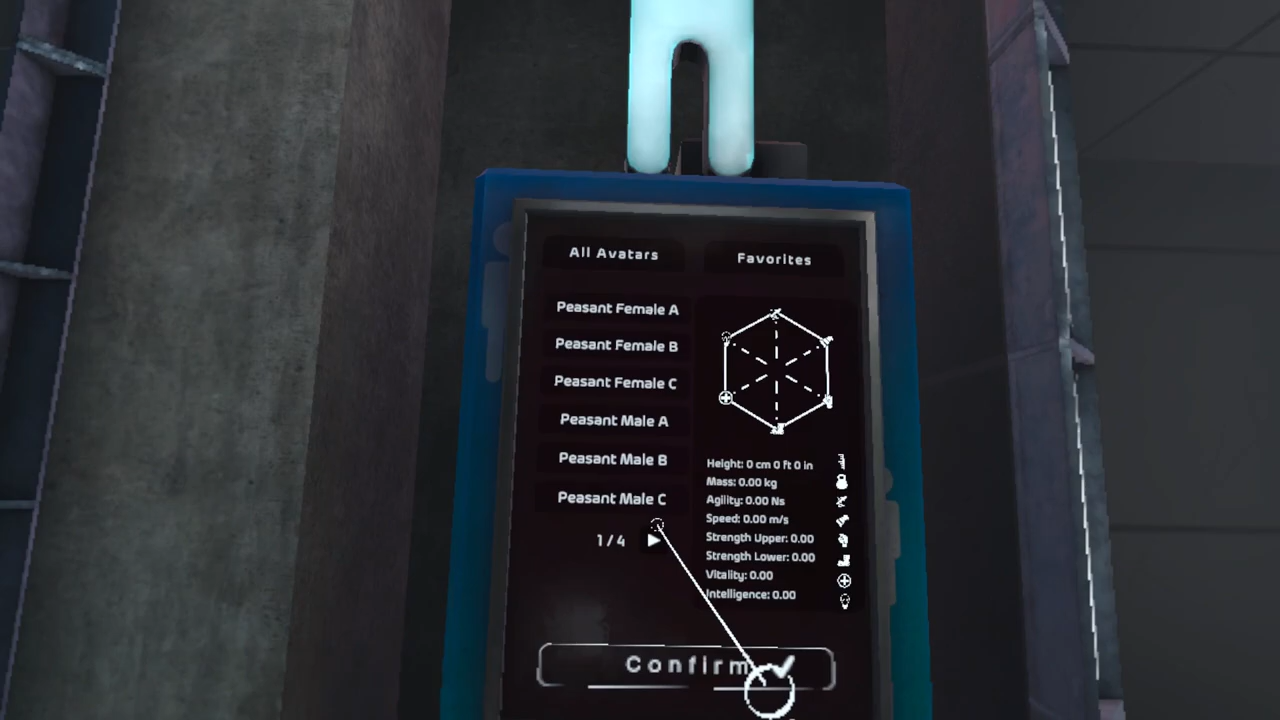 All Avatars
Favorites
Peasant Female A
Peasant Female B
Peasant Female C
Peasant Male A
Peasant Male B
Peasant Male C
1/4
Height: 0 cm 0 ft 0 in
Mass: 0.00 kg
Agility: 0.00 Ns
Speed: 0.00 m/s
Strength Upper: 0.00
Strength Lower: 0.00
Vitality: 0.00
Intelligence: 0.00
Confirm